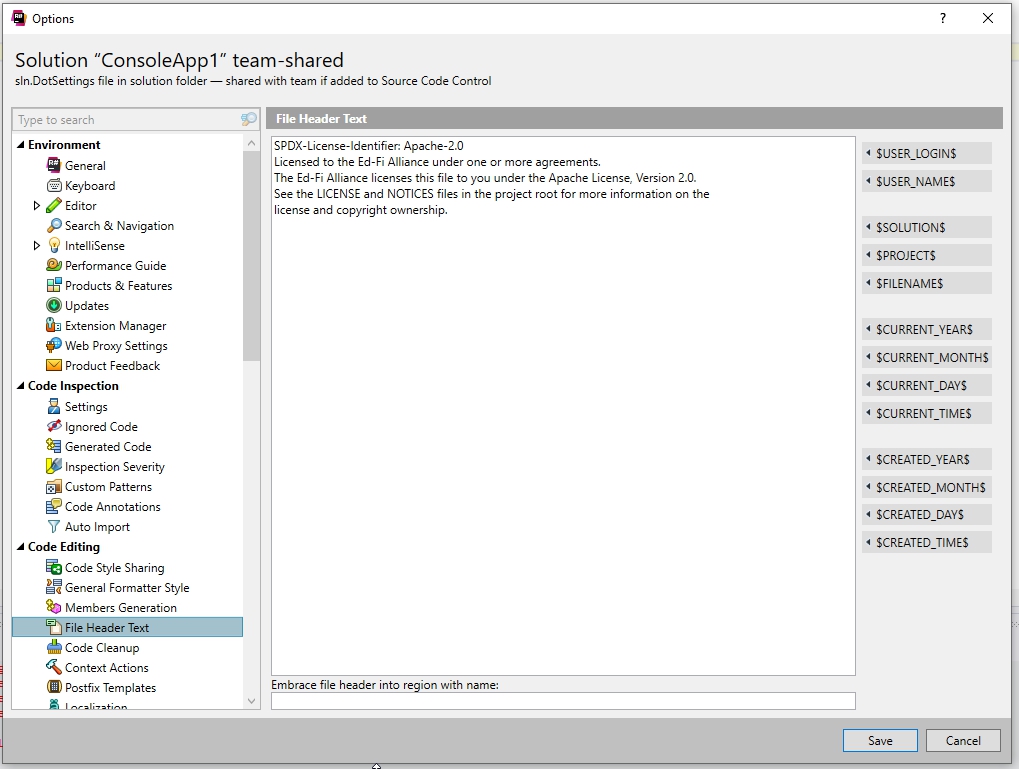 Options
?
Solution “ConsoleApp1” team-shared
sln.DotSettings file in solution folder — shared with team if added to Source Code Control
Type to search
Environment
R#
General
Keyboard
Editor
Search & Navigation
IntelliSense
Performance Guide
Products & Features
Updates
Extension Manager
Web Proxy Settings
Product Feedback
Code Inspection
Settings
Ignored Code
Generated Code
Inspection Severity
Custom Patterns
Code Annotations
Auto Import
Code Editing
Code Style Sharing
General Formatter Style
Members Generation
File Header Text
Code Cleanup
Context Actions
Postfix Templates
Localization
File Header Text
SPDX-License-Identifier: Apache-2.0
Licensed to the Ed-Fi Alliance under one or more agreements.
The Ed-Fi Alliance licenses this file to you under the Apache License, Version 2.0.
See the LICENSE and NOTICES files in the project root for more information on the
license and copyright ownership.
Embrace file header into region with name:
$USER_LOGIN$
$USER_NAME$
$SOLUTION$
$PROJECT$
$FILENAME$
$CURRENT_YEAR$
$CURRENT_MONTH$
$CURRENT_DAY$
$CURRENT_TIME$
$CREATED_YEAR$
$CREATED_MONTH$
$CREATED_DAY$
$CREATED_TIME$
Save
Cancel